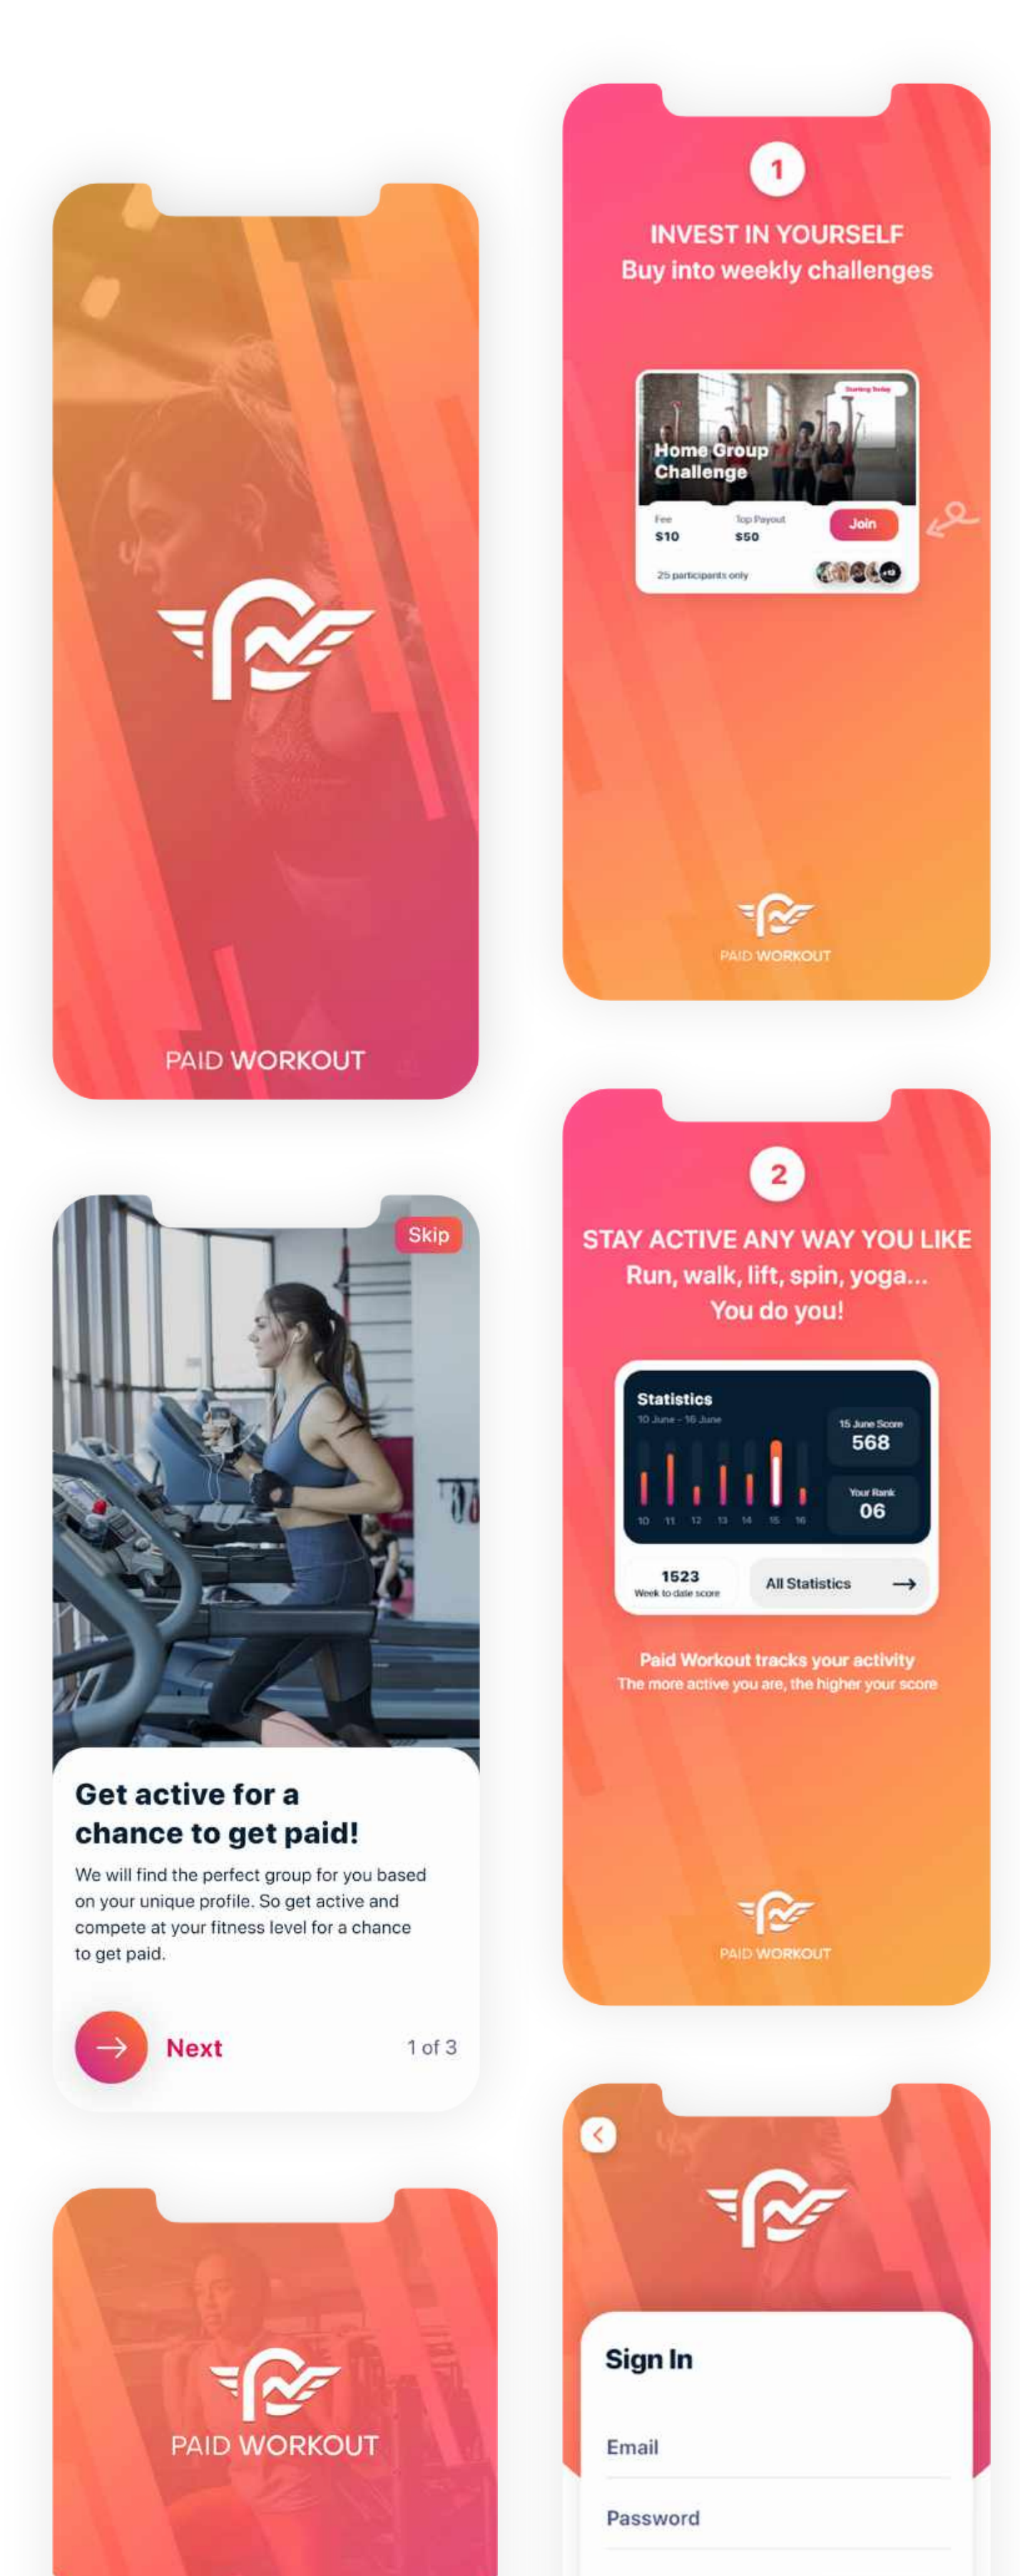 PAID WORKOUT
1
INVEST IN YOURSELF
Buy into weekly challenges
Starting Today
Home Group
Challenge
Fee
$10
Top Payout
$50
Join
25 participants only
+12
PAID WORKOUT
Skip
Get active for a
chance to get paid!
We will find the perfect group for you based
on your unique profile. So get active and
compete at your fitness level for a chance
to get paid.
Next
1 of 3
2
STAY ACTIVE ANY WAY YOU LIKE
Run, walk, lift, spin, yoga...
You do you!
Statistics
10 June - 16 June
15 June Score
568
Your Rank
06
10 11 12 13 14 15 16
1523
Week to date score
All Statistics
Paid Workout tracks your activity
The more active you are, the higher your score
PAID WORKOUT
PAID WORKOUT
Sign In
Email
Password